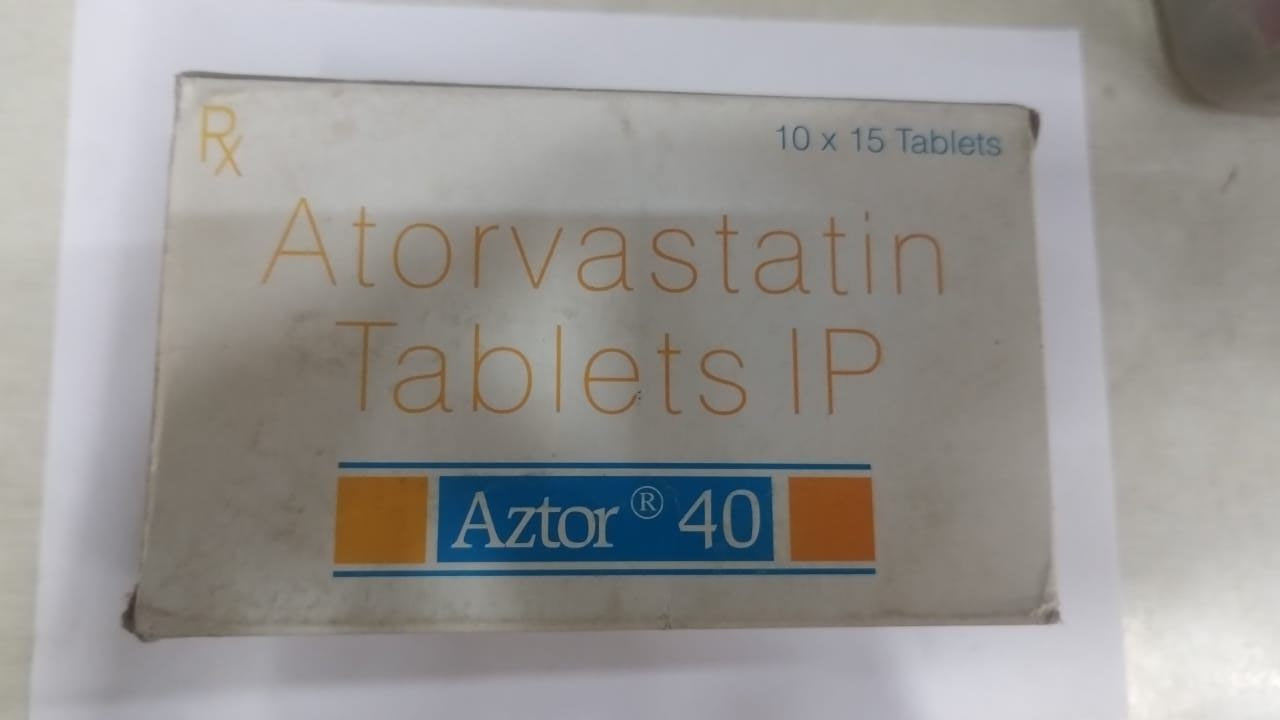 Rx
10 x 15 Tablets
Atorvastatin
Tablets IP
Aztor ® 40